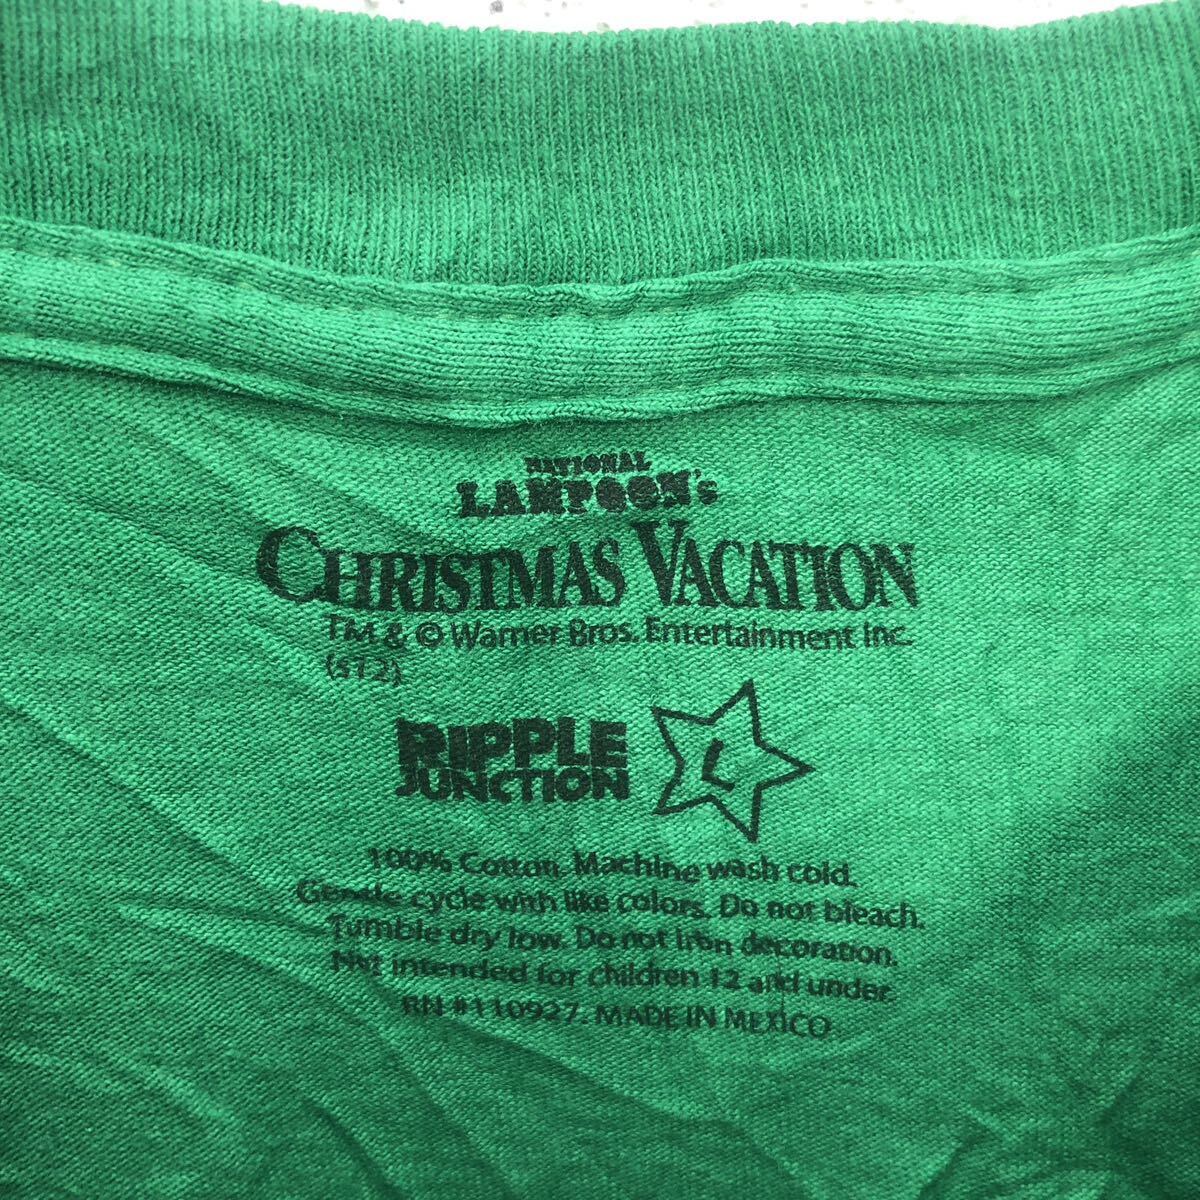 NATIONAL
LAMPOON's
CHRISTMAS VACATION
TM & © Warner Bros. Entertainment Inc.
(s12)
RIPPLE
JUNCTION
L
100% Cotton. Machine wash cold.
Gentle cycle with like colors. Do not bleach.
Tumble dry low. Do not iron decoration.
Not intended for children 12 and under.
RN #110927. MADE IN MEXICO